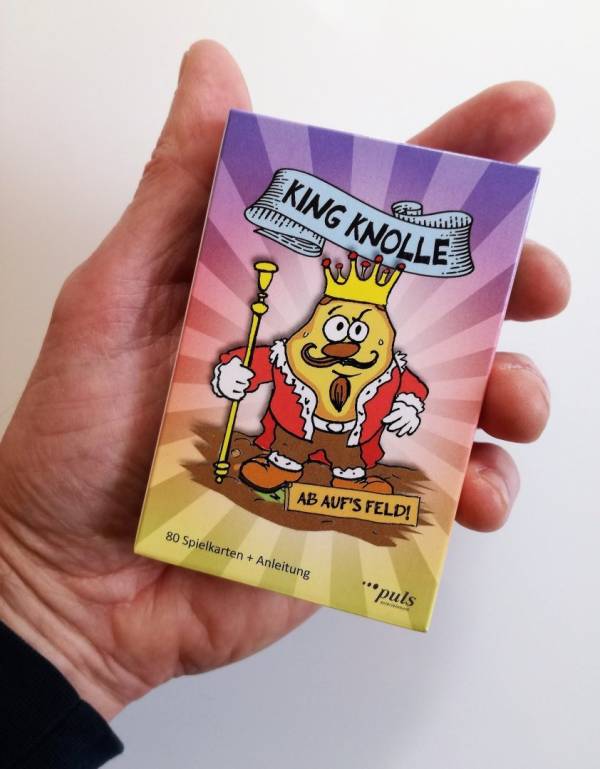 KING KNOLLE
AB AUF'S FELD!
80 Spielkarten + Anleitung
puls